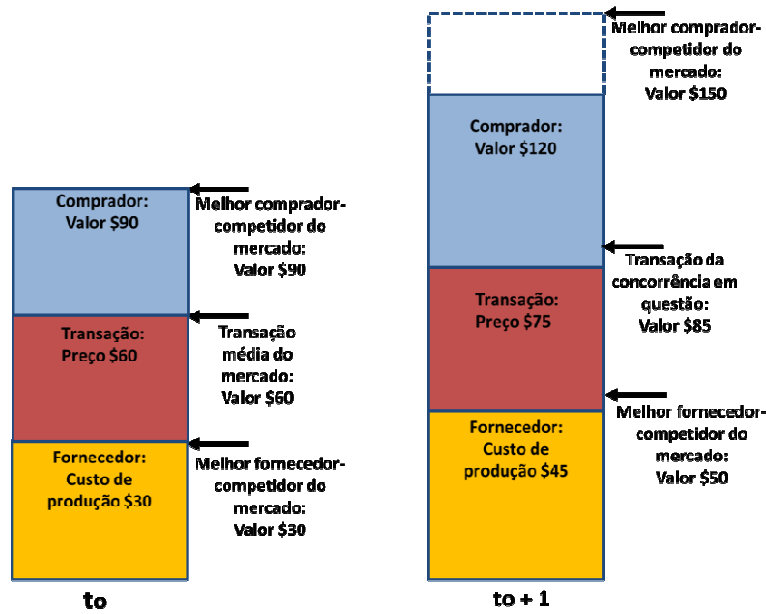 Comprador:
Valor $90
Melhor comprador-
competidor do
mercado:
Valor $90
Transação:
Preço $60
Transação
média do
mercado:
Valor $60
Fornecedor:
Custo de
produção $30
Melhor fornecedor-
competidor do
mercado:
Valor $30
to
Melhor comprador-
competidor do
mercado:
Valor $150
Comprador:
Valor $120
Transação da
concorrência em
questão:
Valor $85
Transação:
Preço $75
Melhor fornecedor-
competidor do
mercado:
Valor $50
Fornecedor:
Custo de
produção $45
to + 1